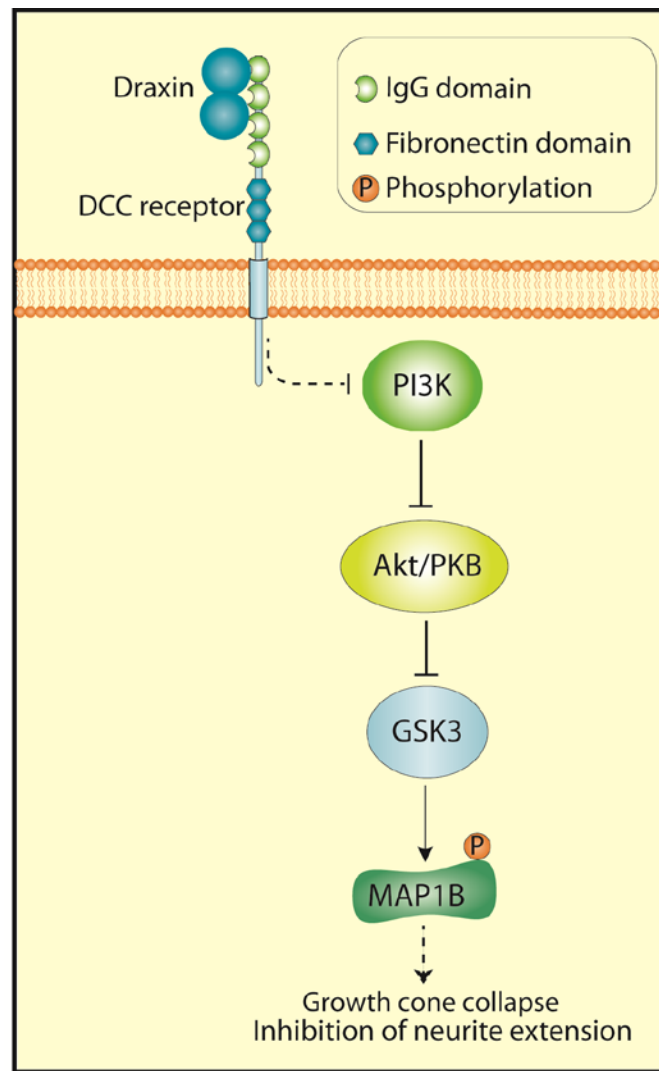 Draxin
IgG domain
Fibronectin domain
P Phosphorylation
DCC receptor
PI3K
Akt/PKB
GSK3
P
MAP1B
Growth cone collapse
Inhibition of neurite extension